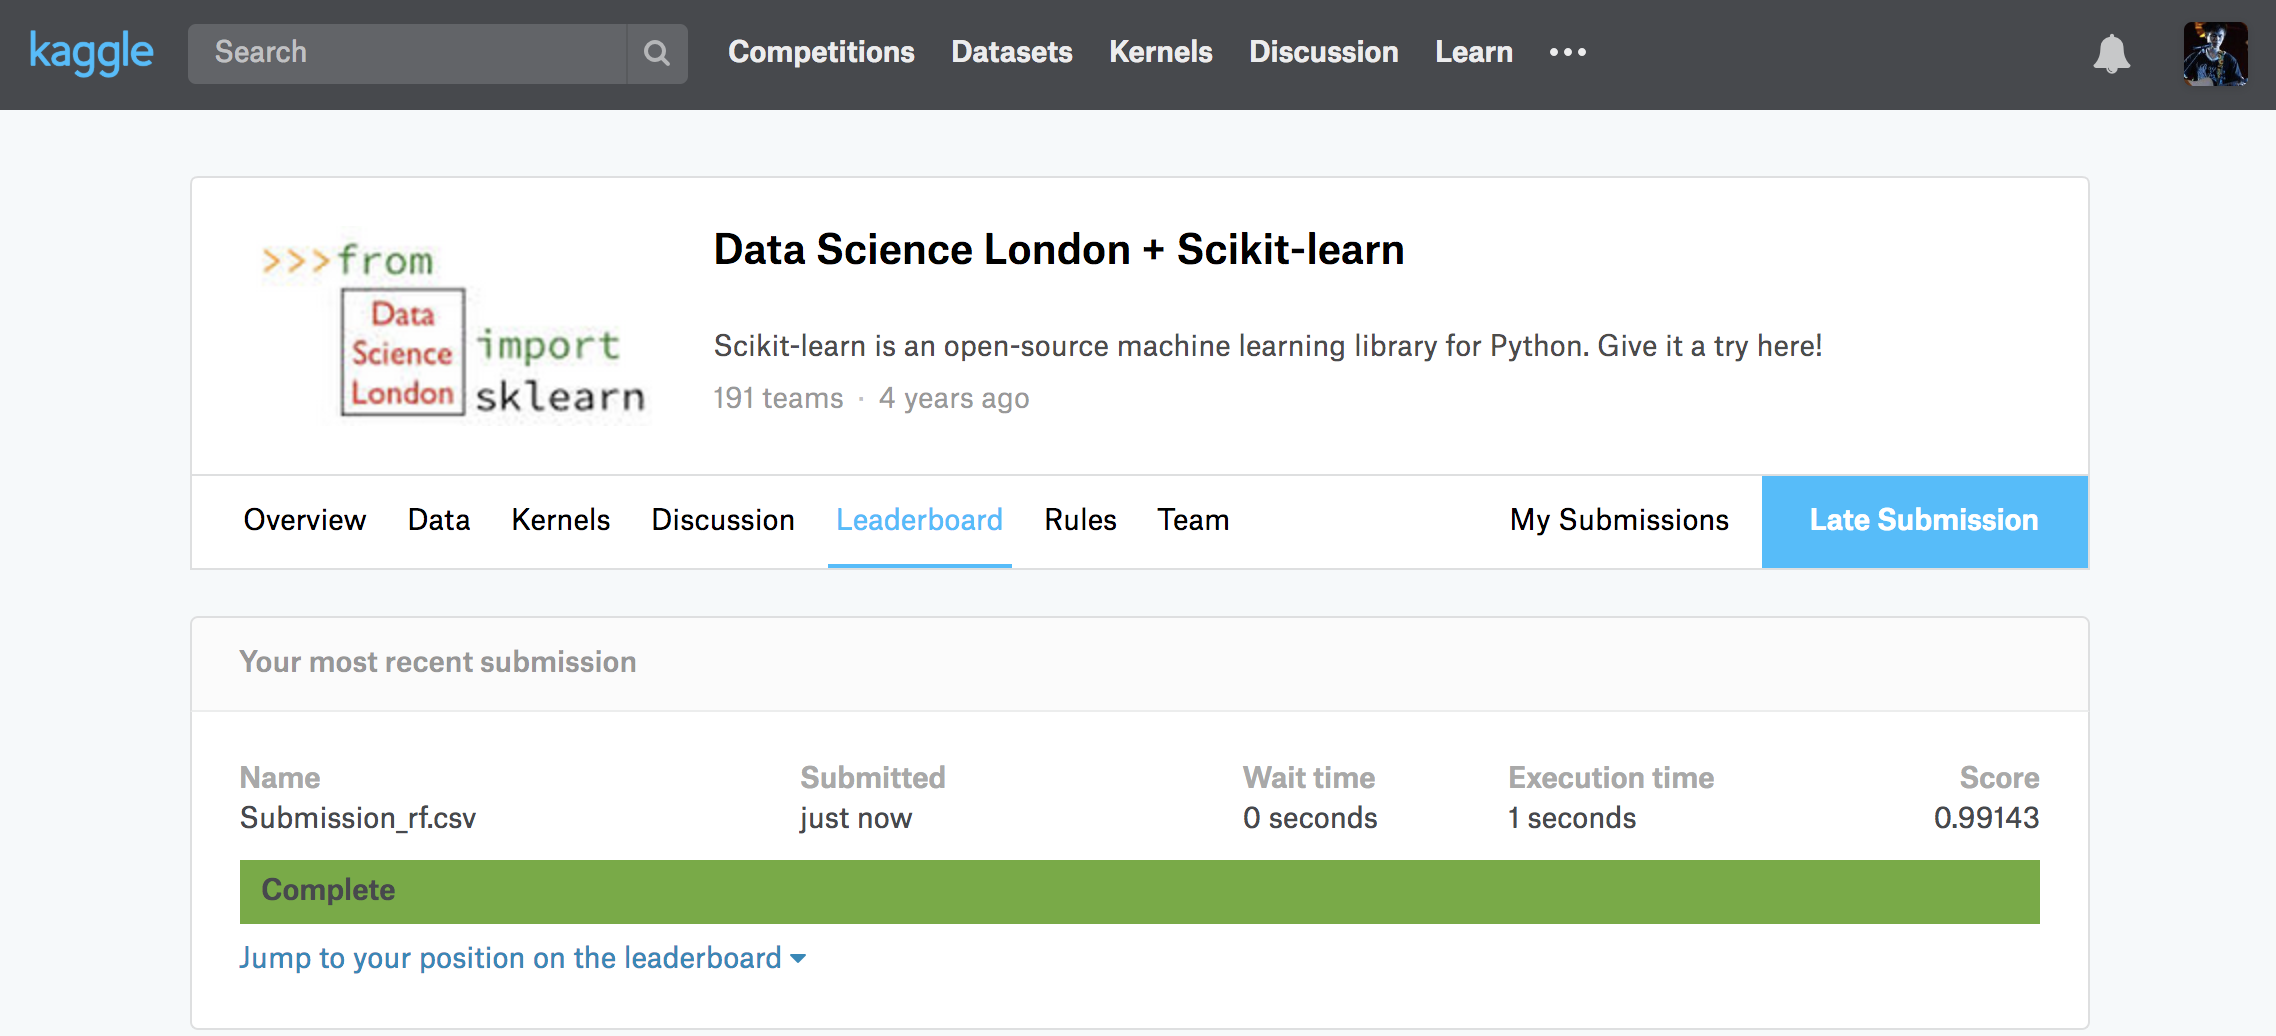 kaggle Search Competitions Datasets Kernels Discussion Learn
>>>from
Data
Science
London
import
sklearn
Data Science London + Scikit-learn
Scikit-learn is an open-source machine learning library for Python. Give it a try here!
191 teams · 4 years ago
Overview Data Kernels Discussion Leaderboard Rules Team My Submissions Late Submission
Your most recent submission
Name Submitted Wait time Execution time Score
Submission_rf.csv just now 0 seconds 1 seconds 0.99143
Complete
Jump to your position on the leaderboard